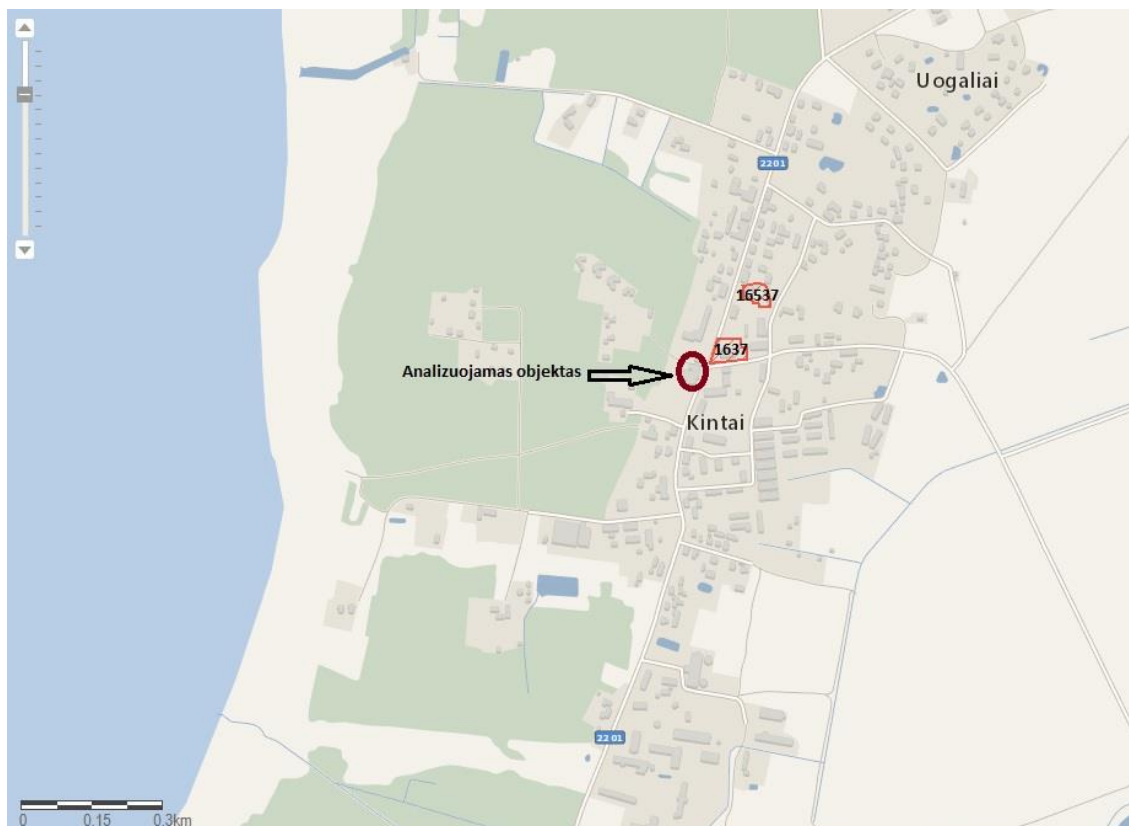 Uogaliai
2201
16537
1637
Analizuojamas objektas
Kintai
2201
0 0.15 0.3km